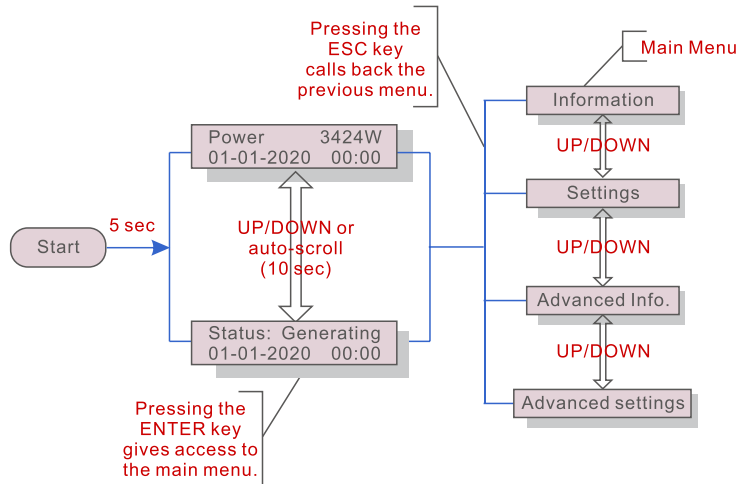 Pressing the
ESC key
calls back the
previous menu.
Main Menu
Information
UP/DOWN
Settings
UP/DOWN
Advanced Info.
UP/DOWN
Advanced settings
Power 3424W
01-01-2020 00:00
5 sec
Start
UP/DOWN or
auto-scroll
(10 sec)
Status: Generating
01-01-2020 00:00
Pressing the
ENTER key
gives access to
the main menu.